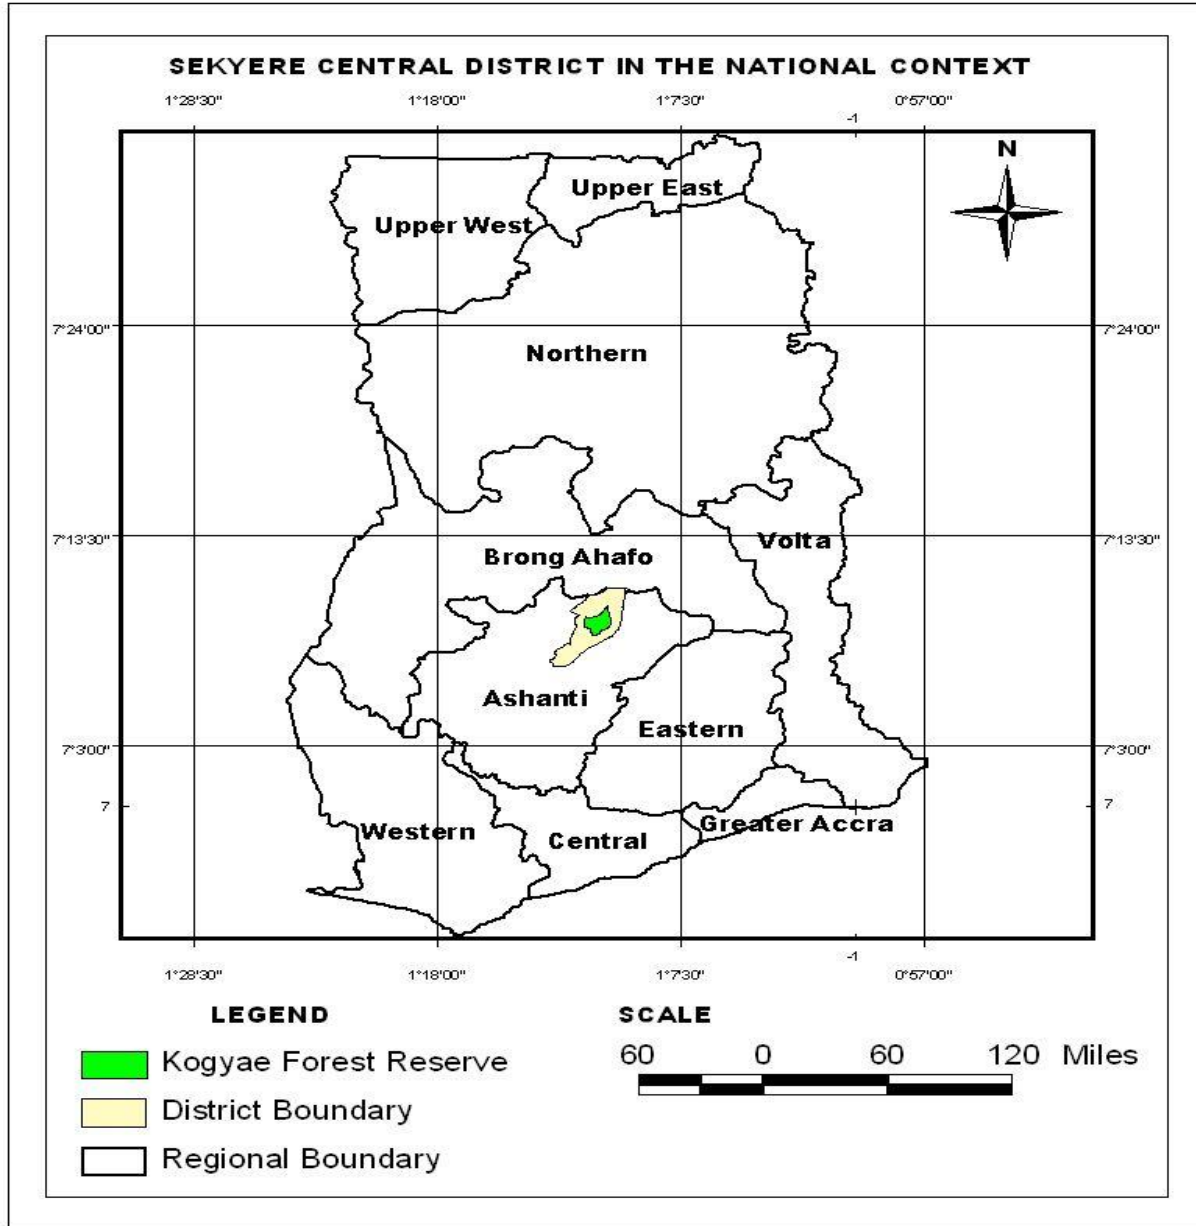 SEKYERE CENTRAL DISTRICT IN THE NATIONAL CONTEXT
1°28'30" 1°18'00" 1°7'30" -1 0°57'00"
N
Upper East
Upper West
7°24'00" 7°24'00"
Northern
7°13'30" 7°13'30"
Volta
Brong Ahafo
Ashanti
Eastern
7°3'00" 7°3'00"
7 7
Western
Central
Greater Accra
-1
1°28'30" 1°18'00" 1°7'30" 0°57'00"
LEGEND
Kogyae Forest Reserve
District Boundary
Regional Boundary
SCALE
60 0 60 120 Miles